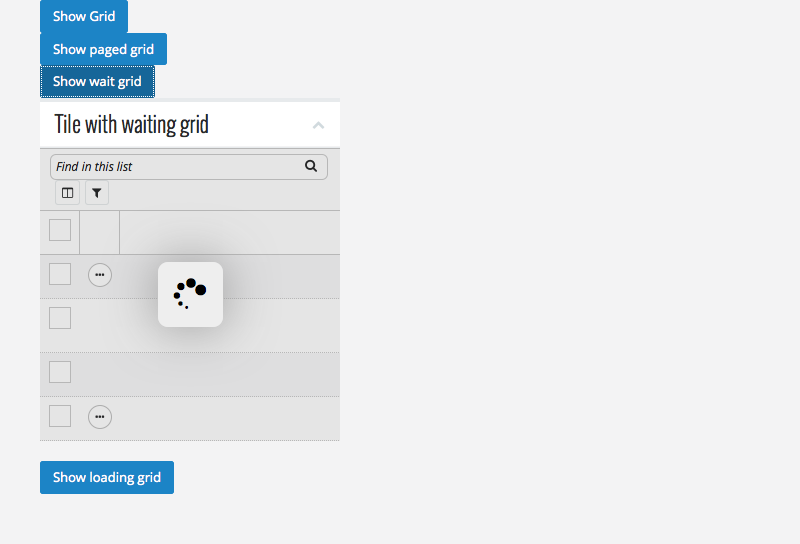 Show Grid
Show paged grid
Show wait grid
Tile with waiting grid
Find in this list
Show loading grid